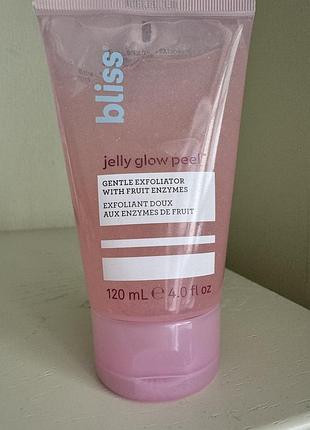 bliss
jelly glow peel™
GENTLE EXFOLIATOR
WITH FRUIT ENZYMES
EXFOLIANT DOUX
AUX ENZYMES DE FRUIT
120 mL ℮ 4.0 fl oz